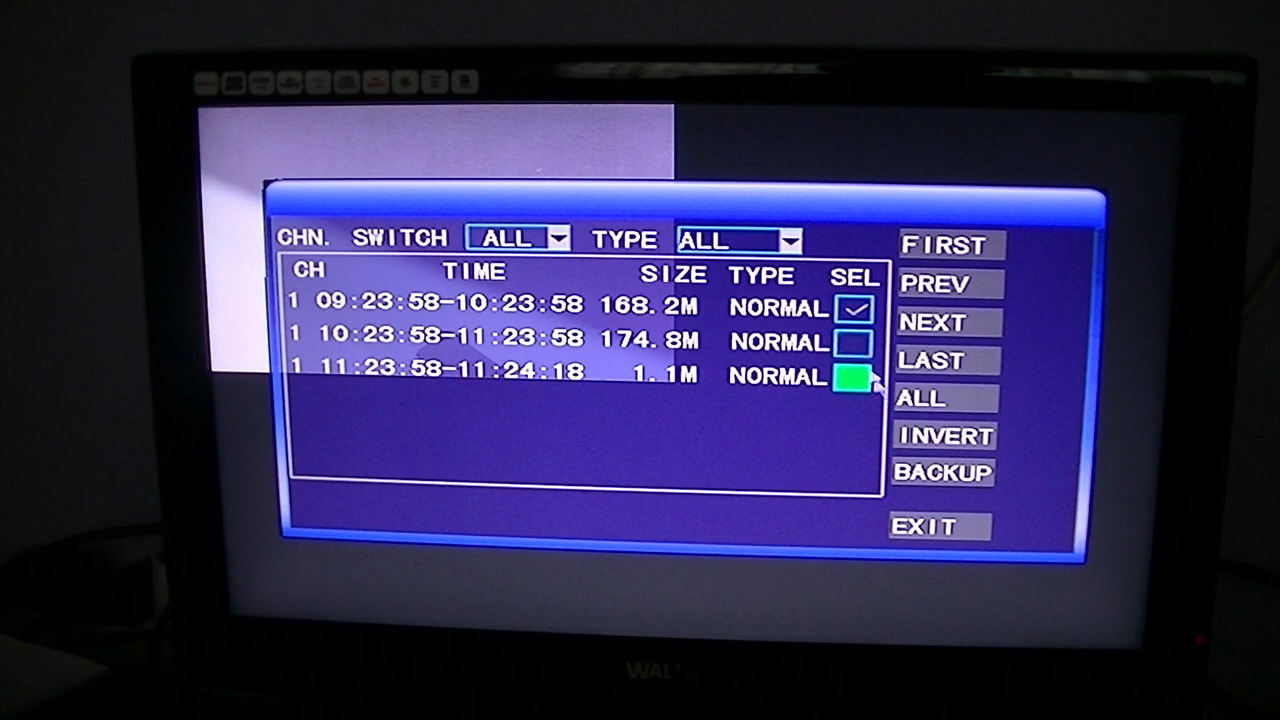 CHN. SWITCH ALL TYPE ALL
CH TIME SIZE TYPE SEL
1 09:23:58-10:23:58 168.2M NORMAL
1 10:23:58-11:23:58 174.8M NORMAL
1 11:23:58-11:24:18 1.1M NORMAL
FIRST
PREV
NEXT
LAST
ALL
INVERT
BACKUP
EXIT